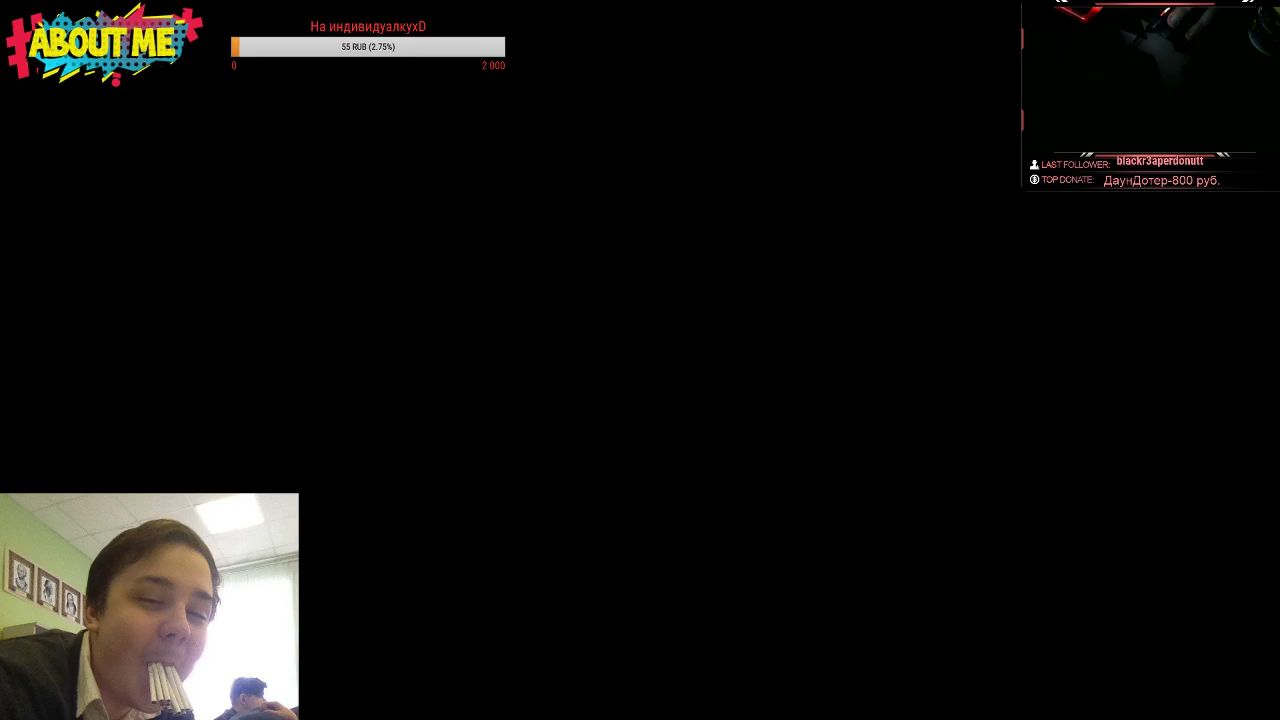 #ABOUT ME!
На индивидуалкухD
55 RUB (2.75%)
0 2 000
LAST FOLLOWER: blackr3aperdonutt
TOP DONATE: ДаунДотер-800 руб.